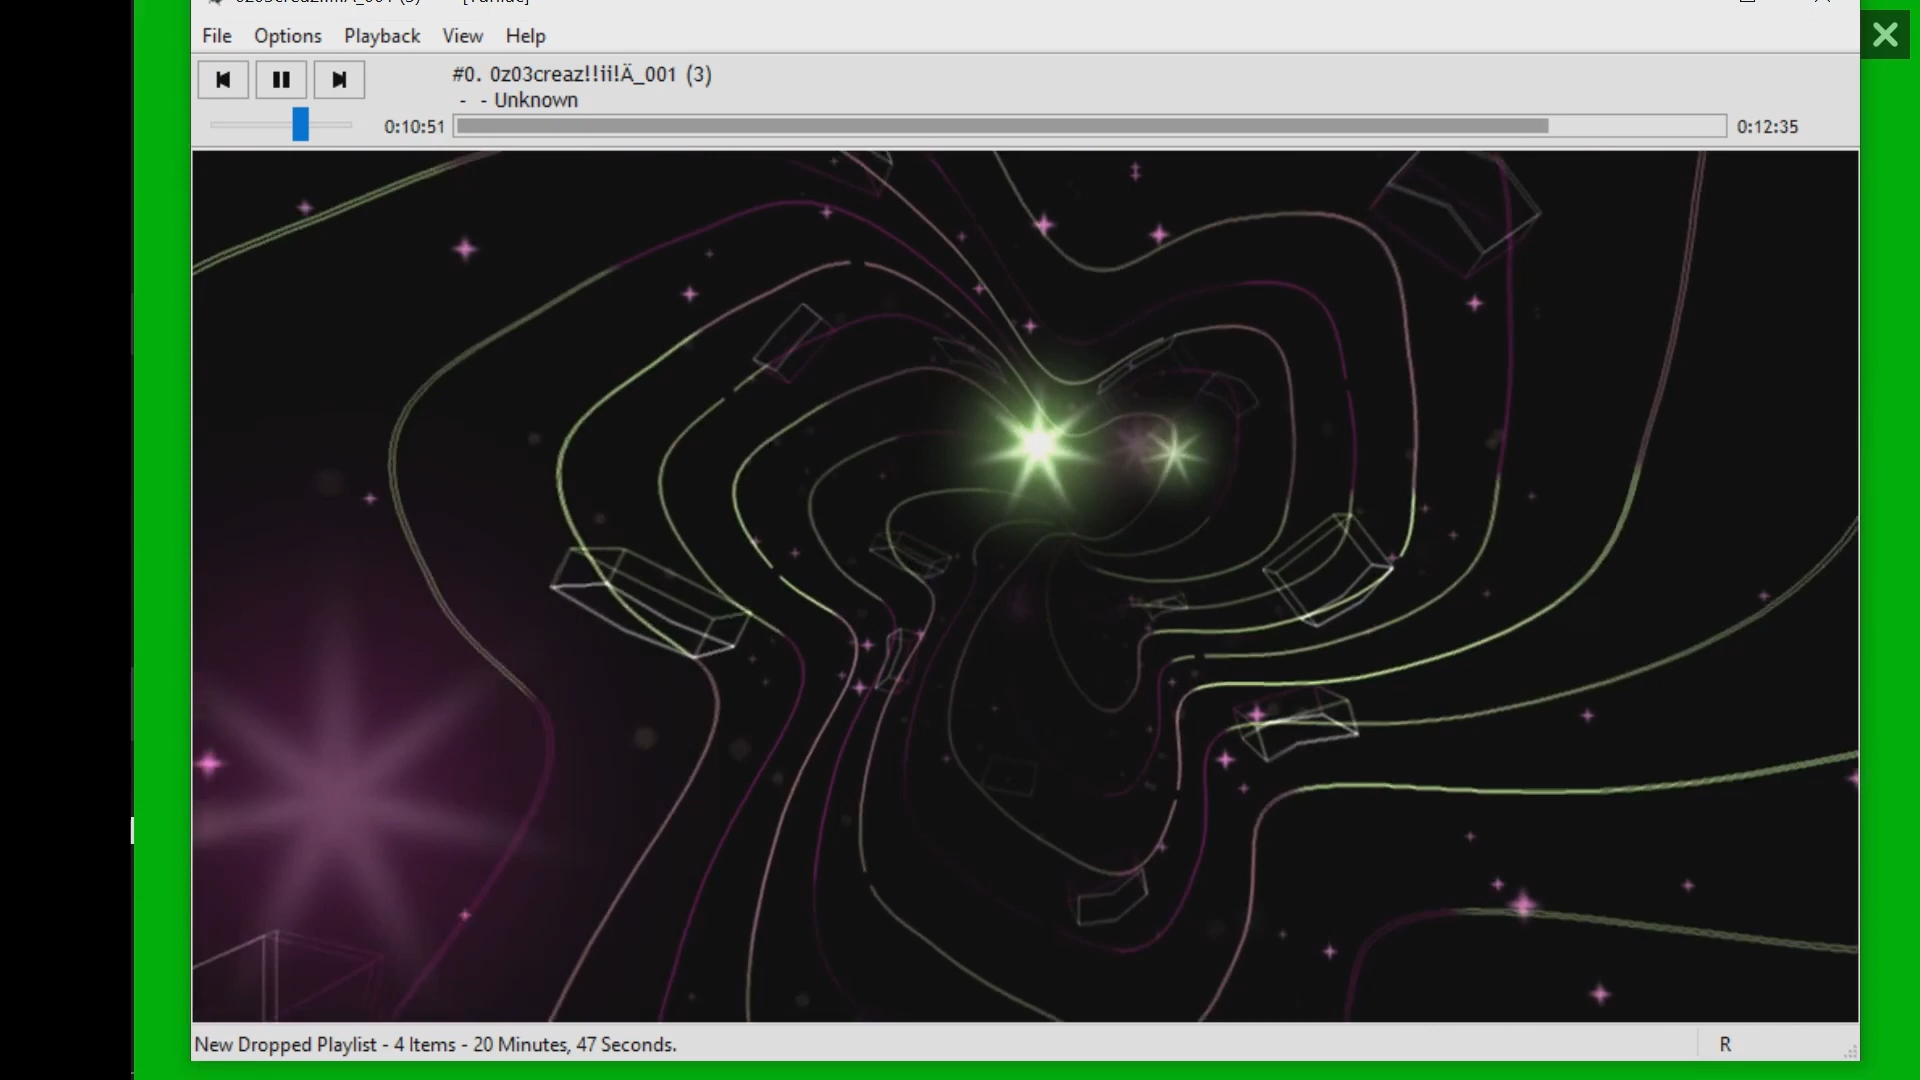 File Options Playback View Help
#0. 0z03creaz!!ii!Ä_001 (3)
- - Unknown
0:10:51 0:12:35
New Dropped Playlist - 4 Items - 20 Minutes, 47 Seconds. R